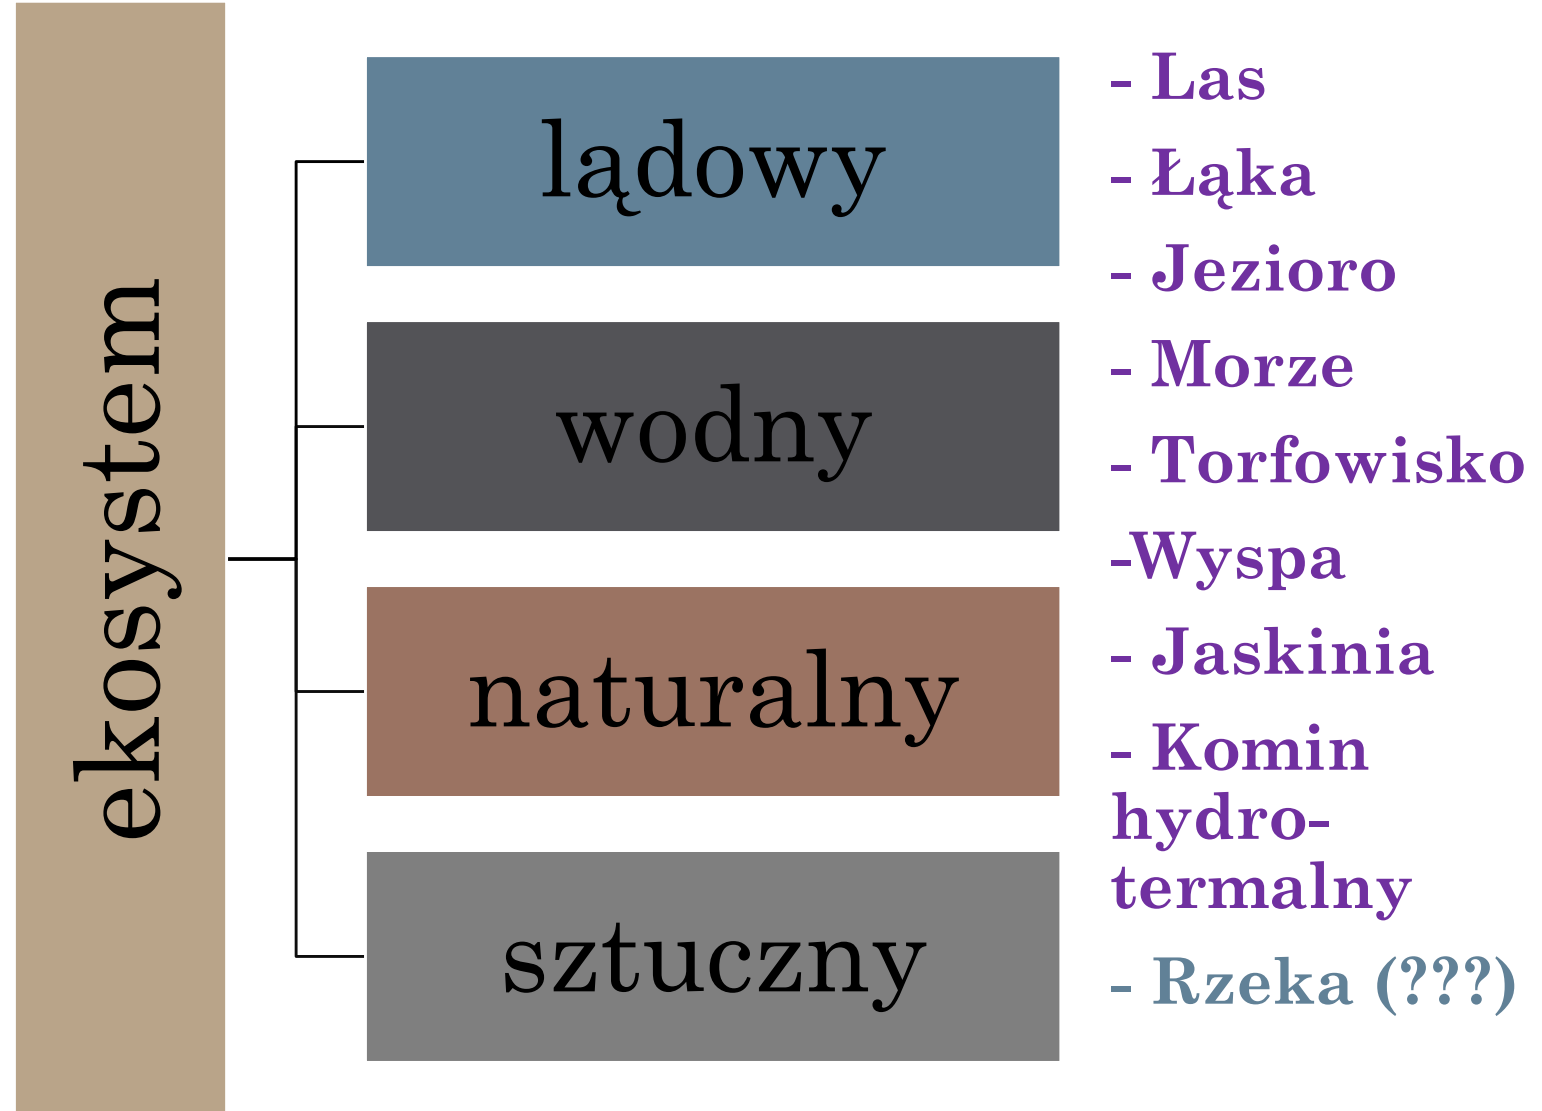 ekosystem
lądowy
wodny
naturalny
sztuczny
- Las
- Łąka
- Jezioro
- Morze
- Torfowisko
-Wyspa
- Jaskinia
- Komin
hydro-
termalny
- Rzeka (???)